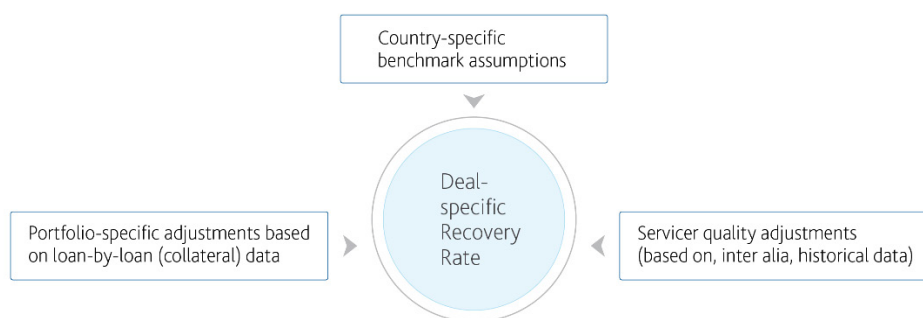 Country-specific
benchmark assumptions
Deal-
specific
Recovery
Rate
Portfolio-specific adjustments based
on loan-by-loan (collateral) data
Servicer quality adjustments
(based on, inter alia, historical data)